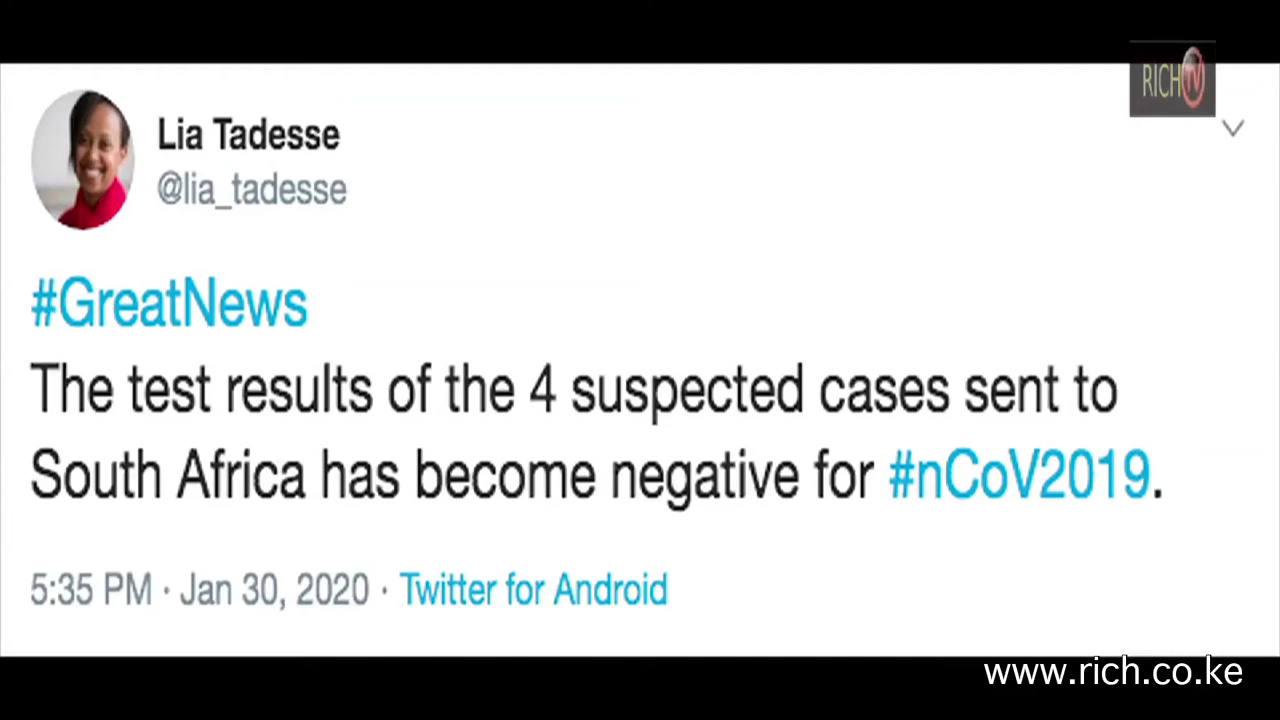 RICH TV
Lia Tadesse
@lia_tadesse
#GreatNews
The test results of the 4 suspected cases sent to
South Africa has become negative for #nCoV2019.
5:35 PM · Jan 30, 2020 · Twitter for Android
www.rich.co.ke